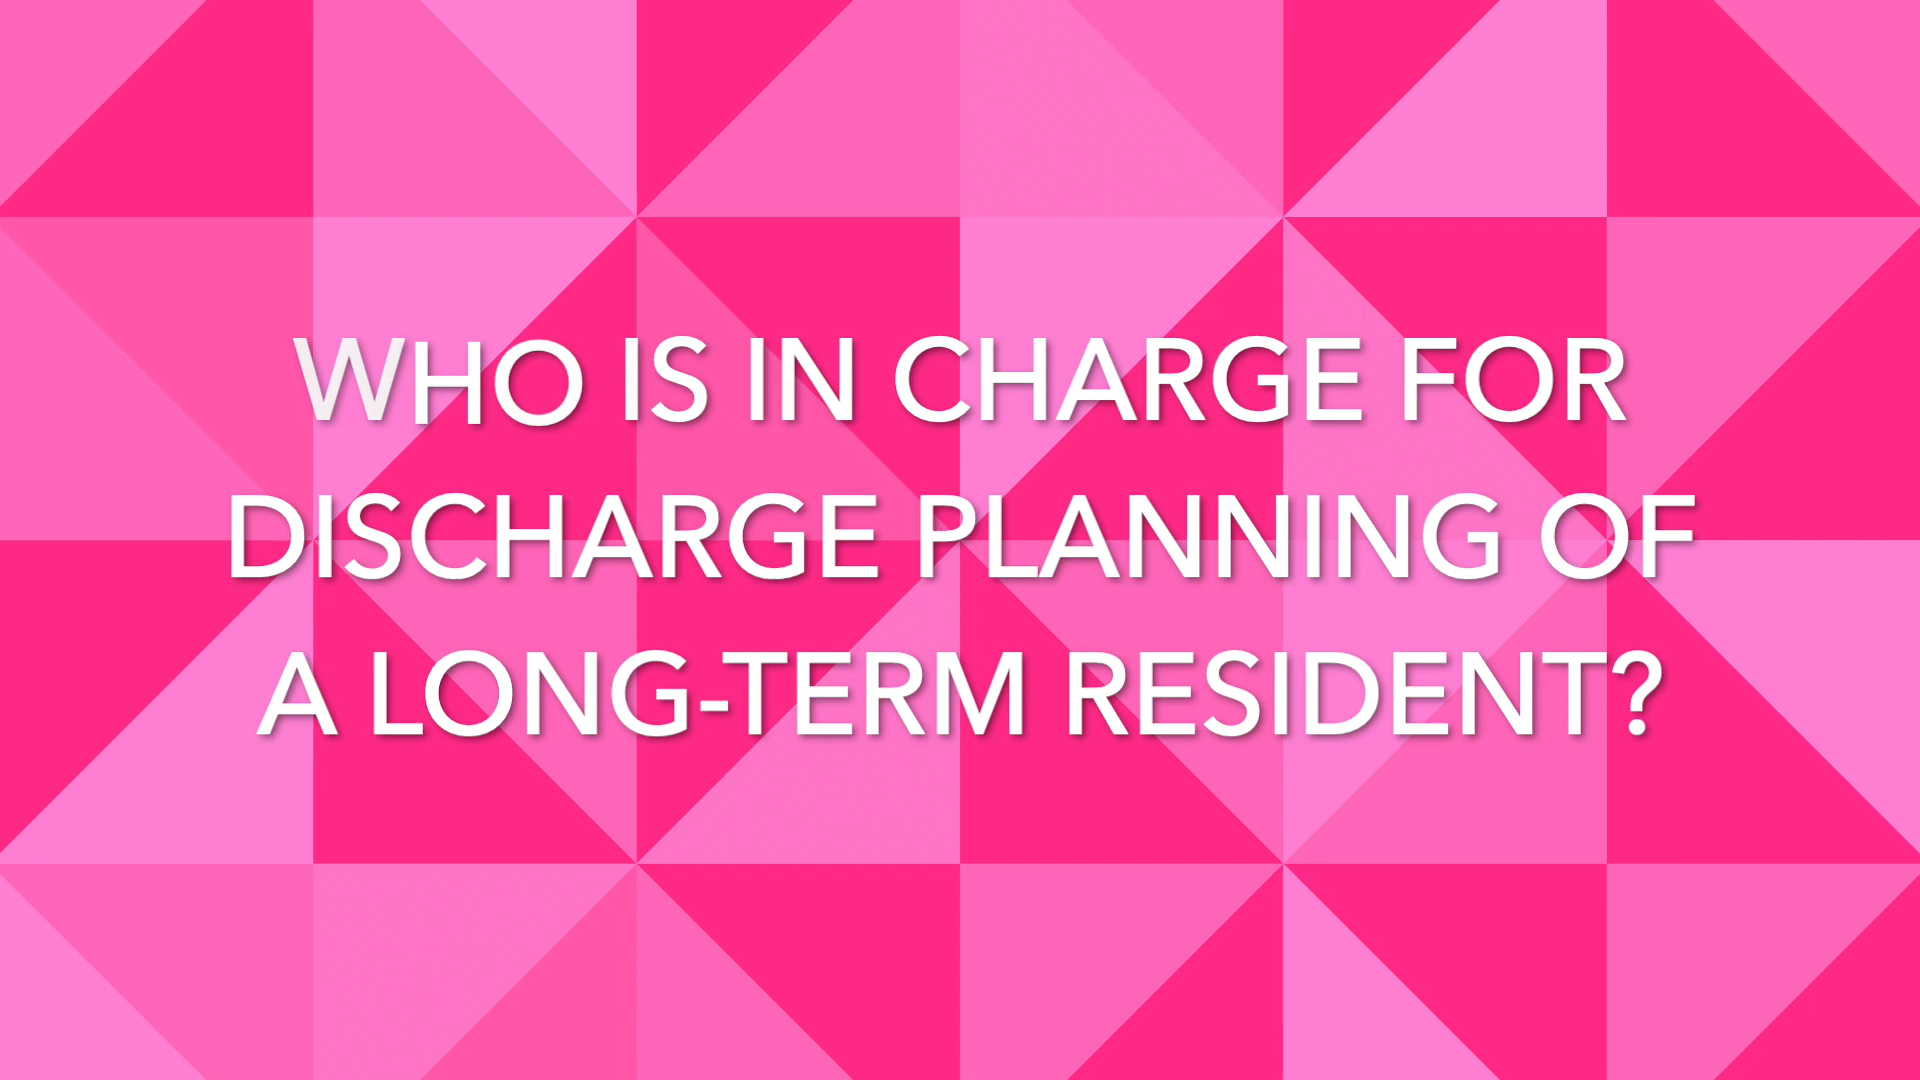 WHO IS IN CHARGE FOR
DISCHARGE PLANNING OF
A LONG-TERM RESIDENT?